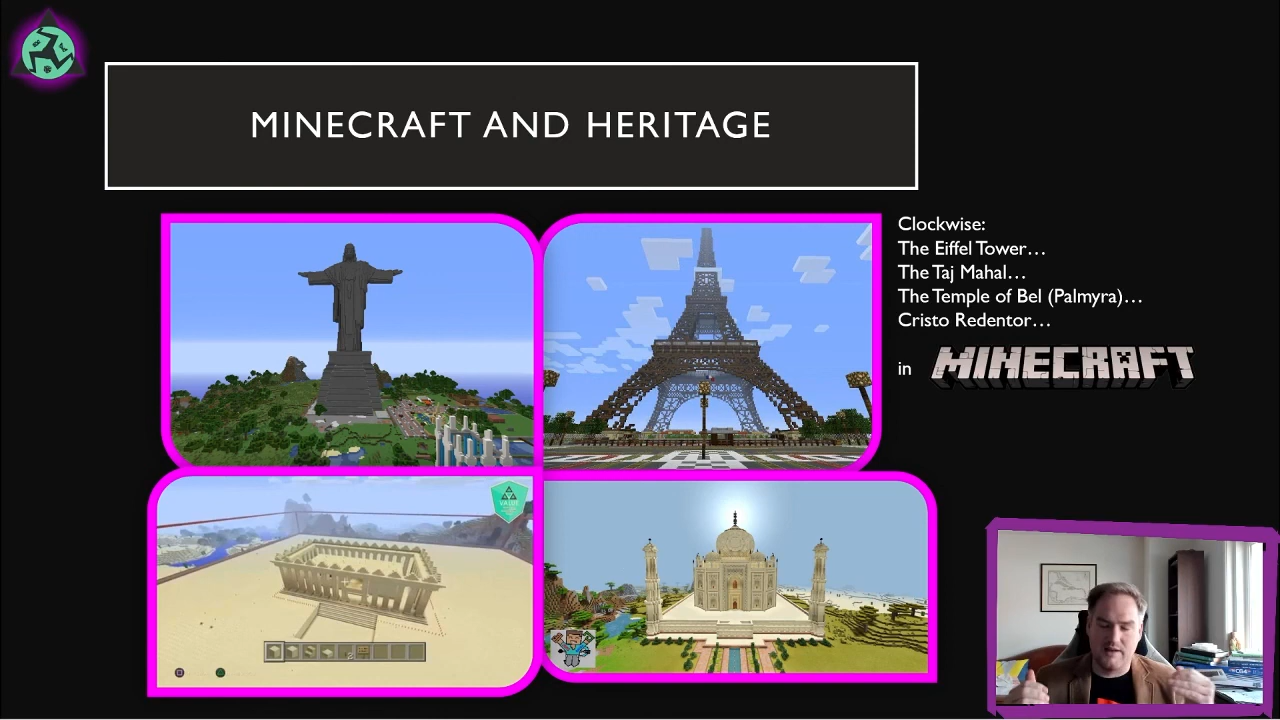 MINECRAFT AND HERITAGE
Clockwise:
The Eiffel Tower…
The Taj Mahal…
The Temple of Bel (Palmyra)…
Cristo Redentor…
in MINECRAFT
VALUE